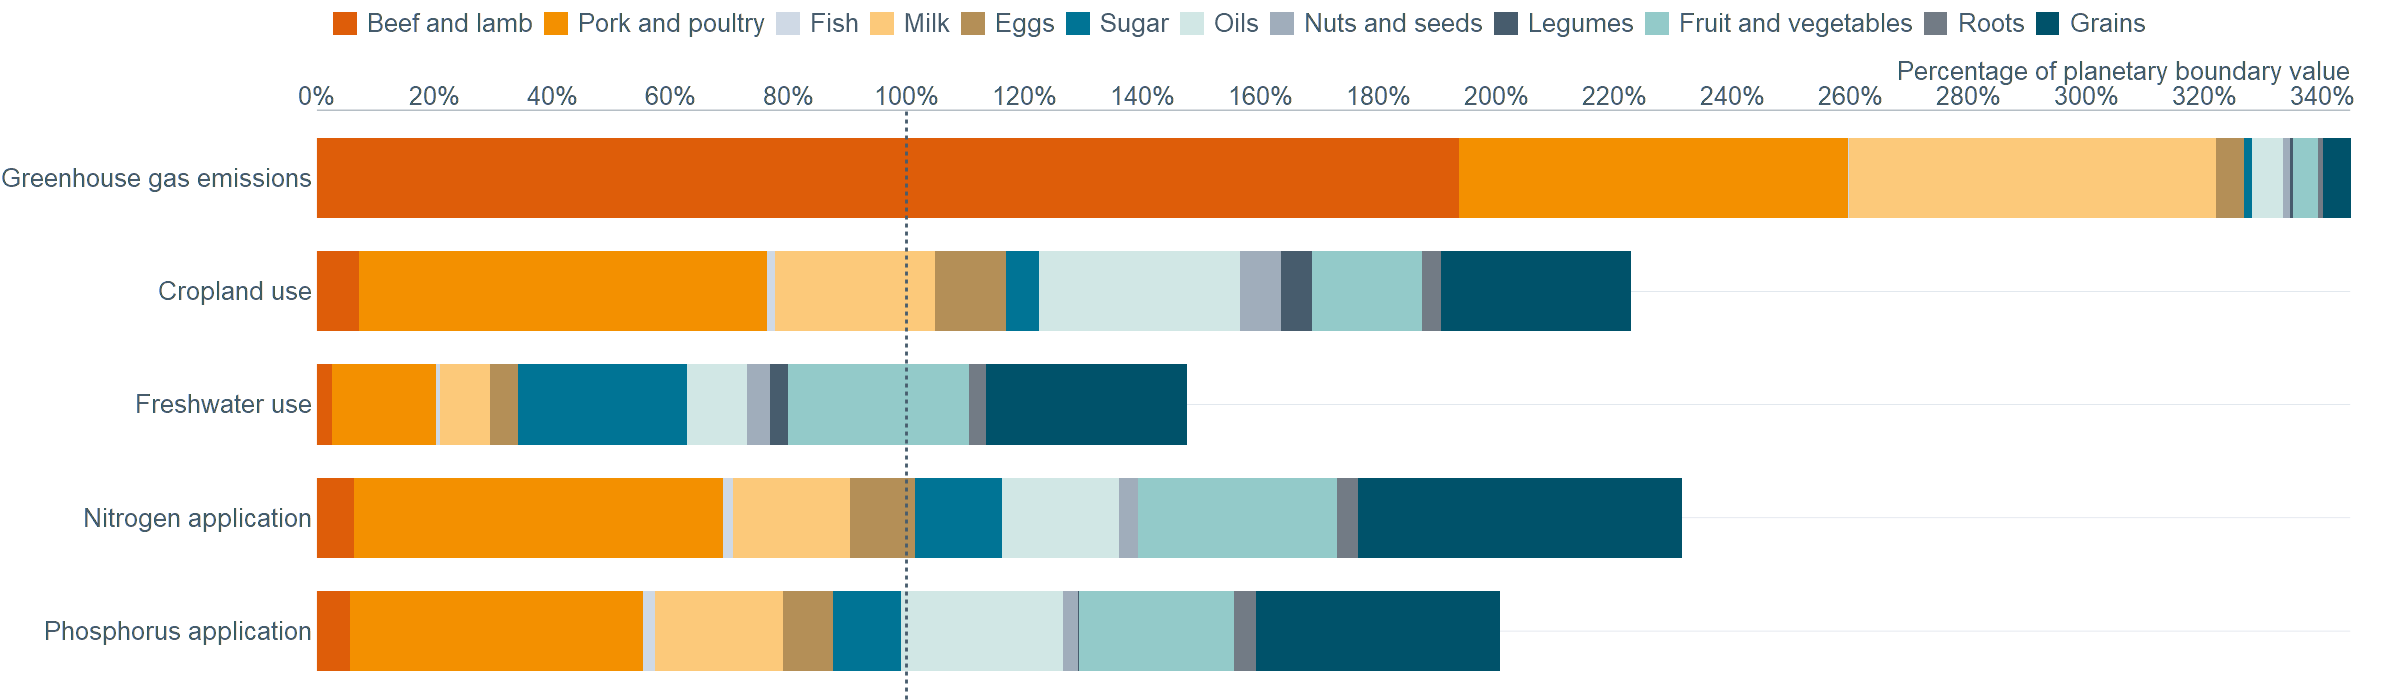 Beef and lamb Pork and poultry Fish Milk Eggs Sugar Oils Nuts and seeds Legumes Fruit and vegetables Roots Grains
Percentage of planetary boundary value
0% 20% 40% 60% 80% 100% 120% 140% 160% 180% 200% 220% 240% 260% 280% 300% 320% 340%
Greenhouse gas emissions
Cropland use
Freshwater use
Nitrogen application
Phosphorus application